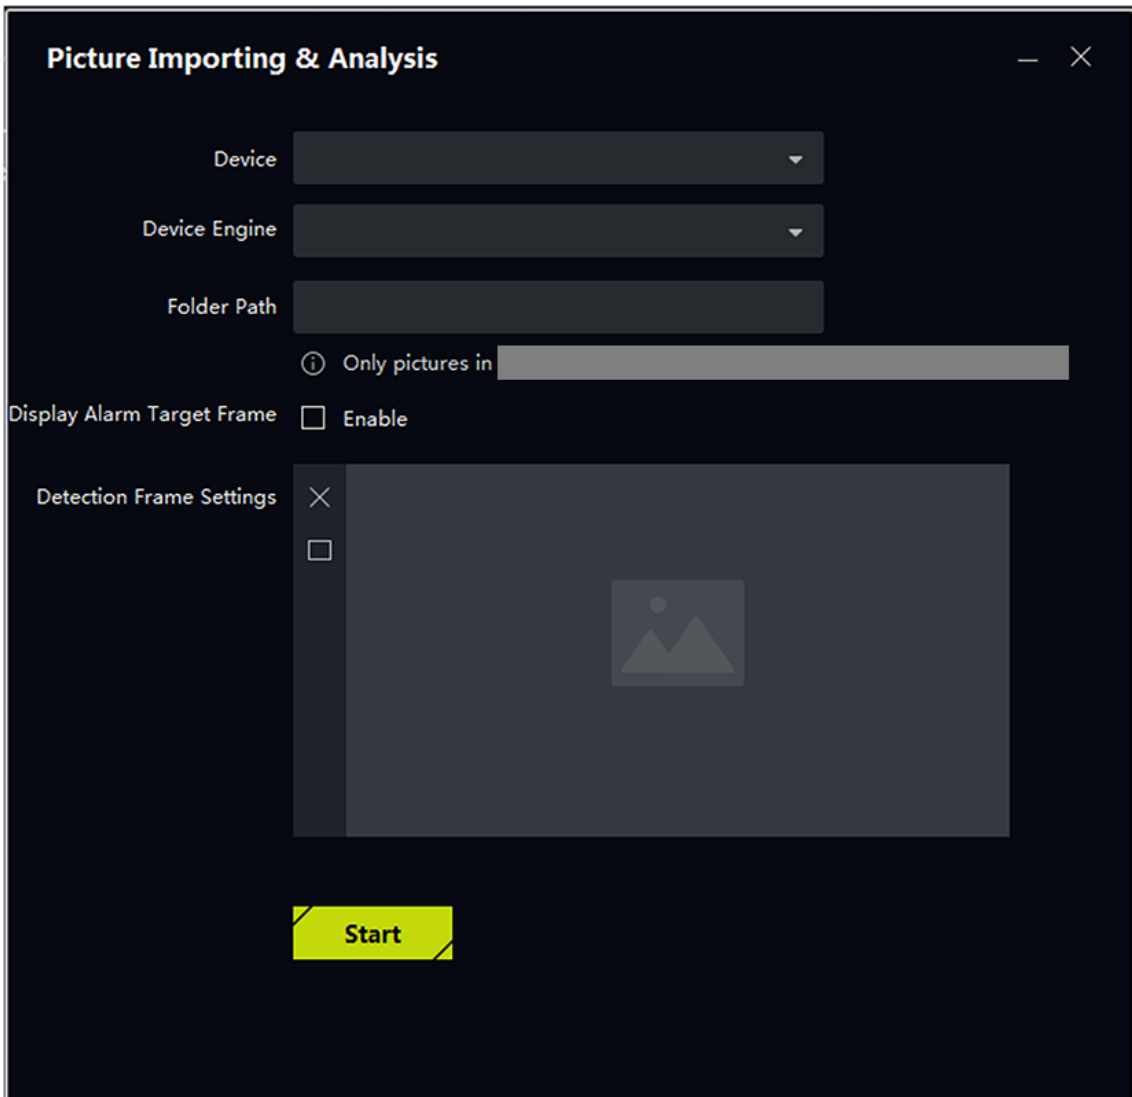 Picture Importing & Analysis
Device
Device Engine
Folder Path
Only pictures in
Display Alarm Target Frame
Enable
Detection Frame Settings
Start